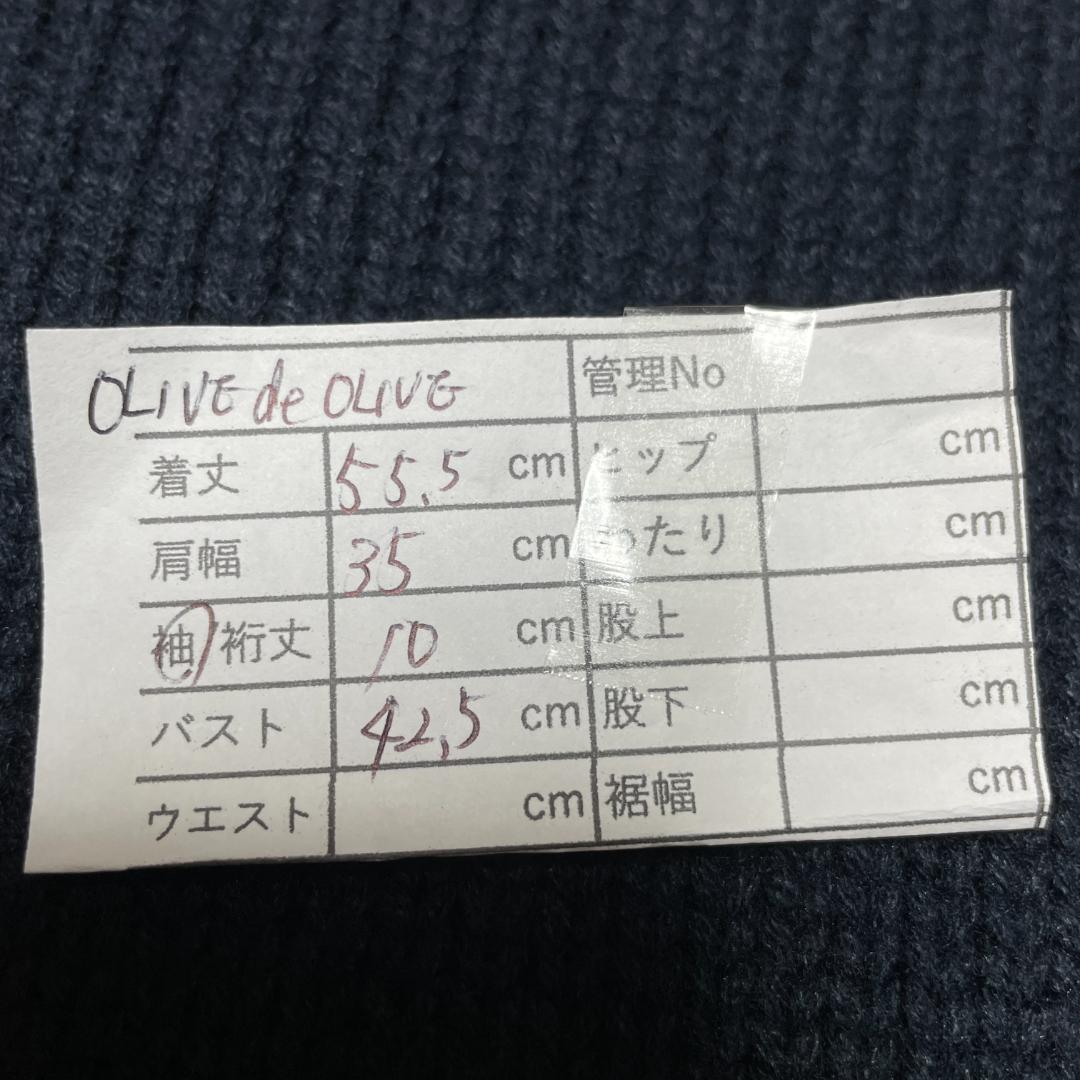 OLIVE de OLIVE 管理No
着丈 55.5 cm ヒップ cm
肩幅 35 cm わたり cm
袖/裄丈 10 cm 股上 cm
バスト 42.5 cm 股下 cm
ウエスト cm 裾幅 cm